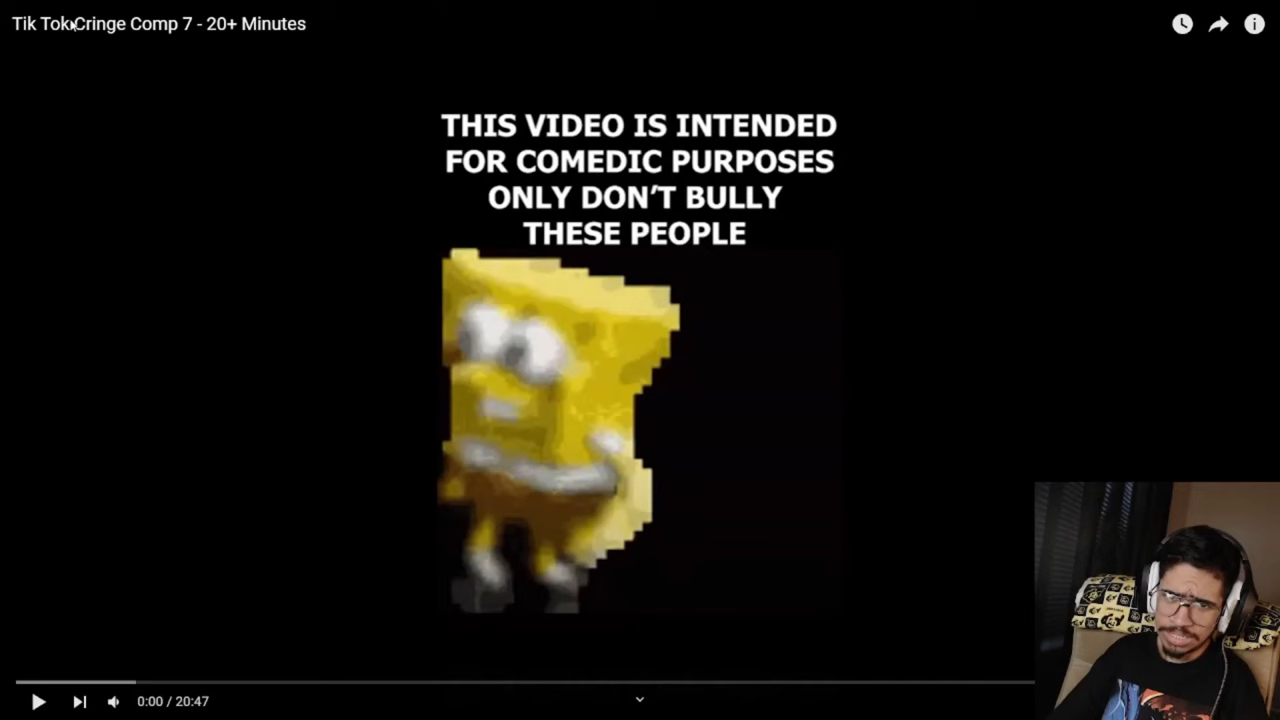 Tik Tok Cringe Comp 7 - 20+ Minutes
THIS VIDEO IS INTENDED
FOR COMEDIC PURPOSES
ONLY DON'T BULLY
THESE PEOPLE
0:00 / 20:47